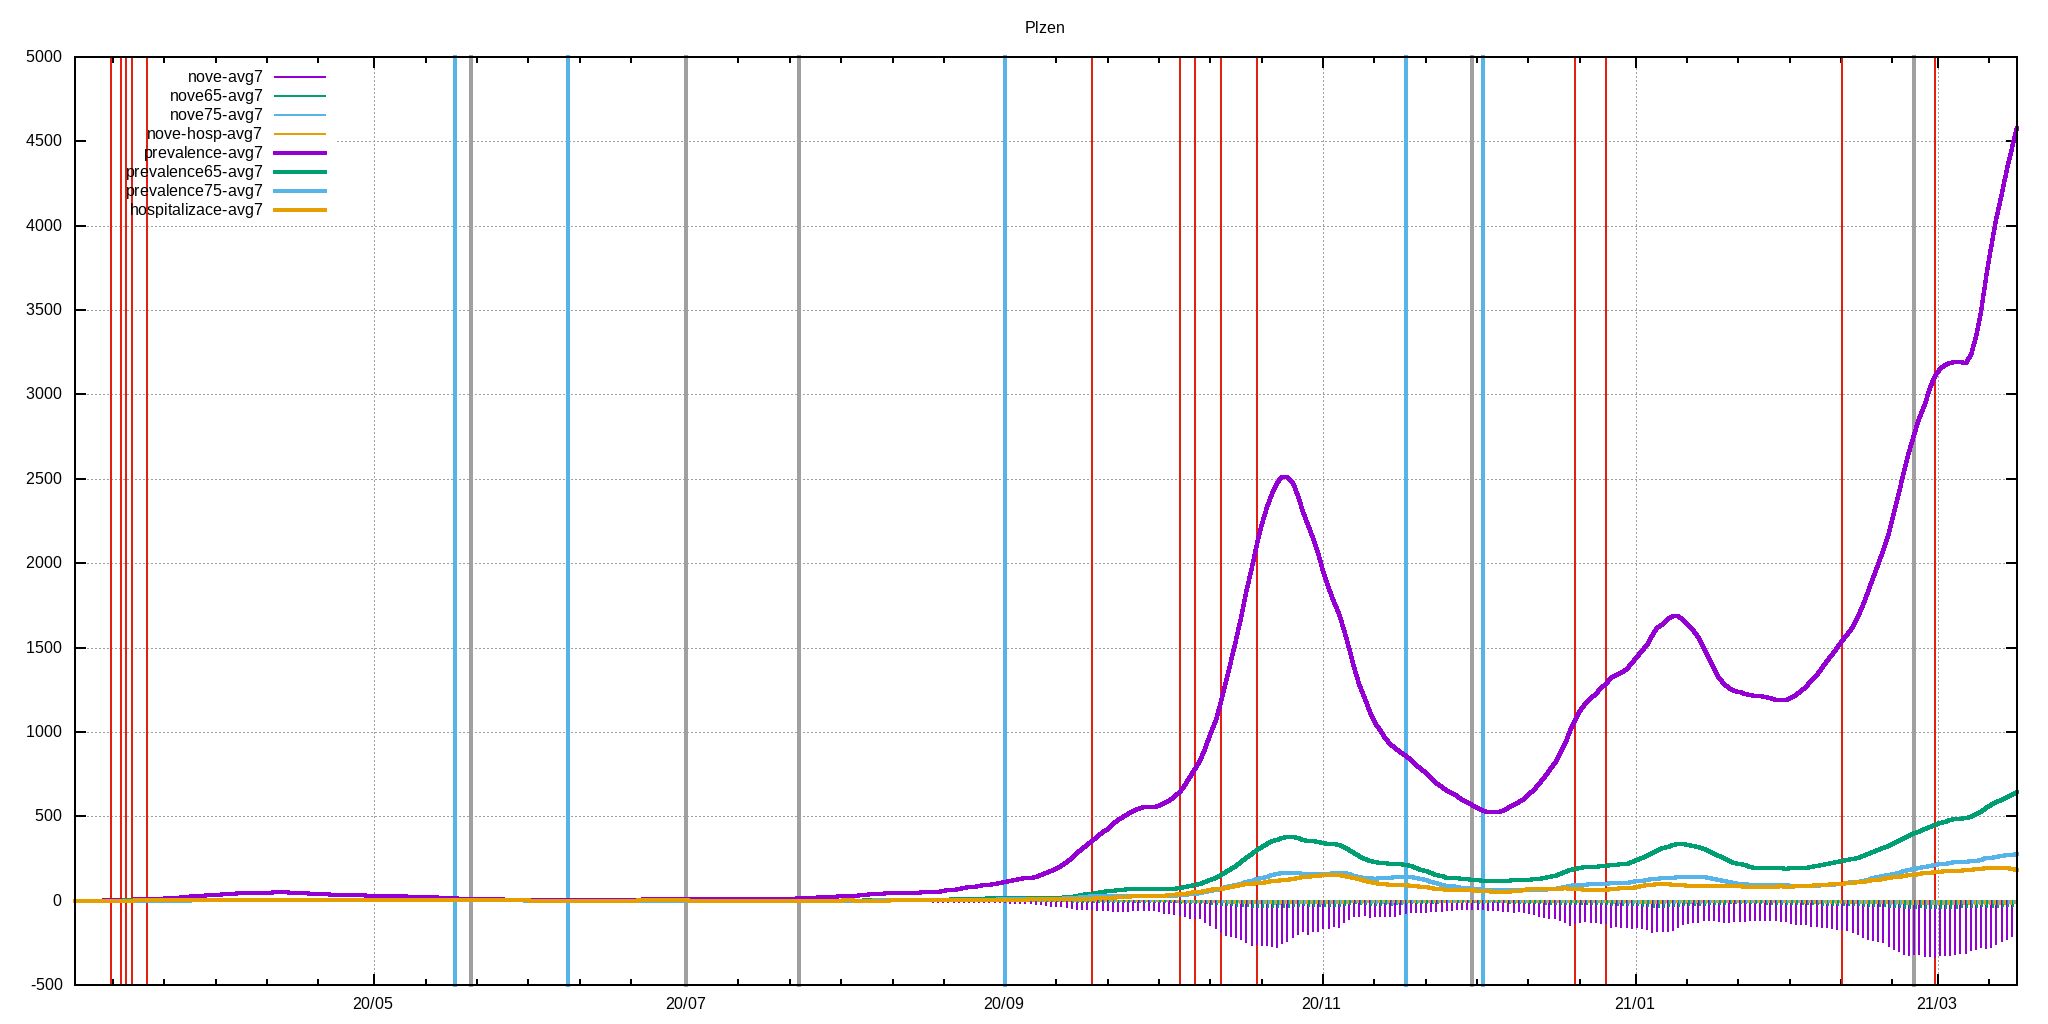 Plzen
5000
4500
4000
3500
3000
2500
2000
1500
1000
500
0
-500
nove-avg7
nove65-avg7
nove75-avg7
nove-hosp-avg7
prevalence-avg7
prevalence65-avg7
prevalence75-avg7
hospitalizace-avg7
20/05 20/07 20/09 20/11 21/01 21/03